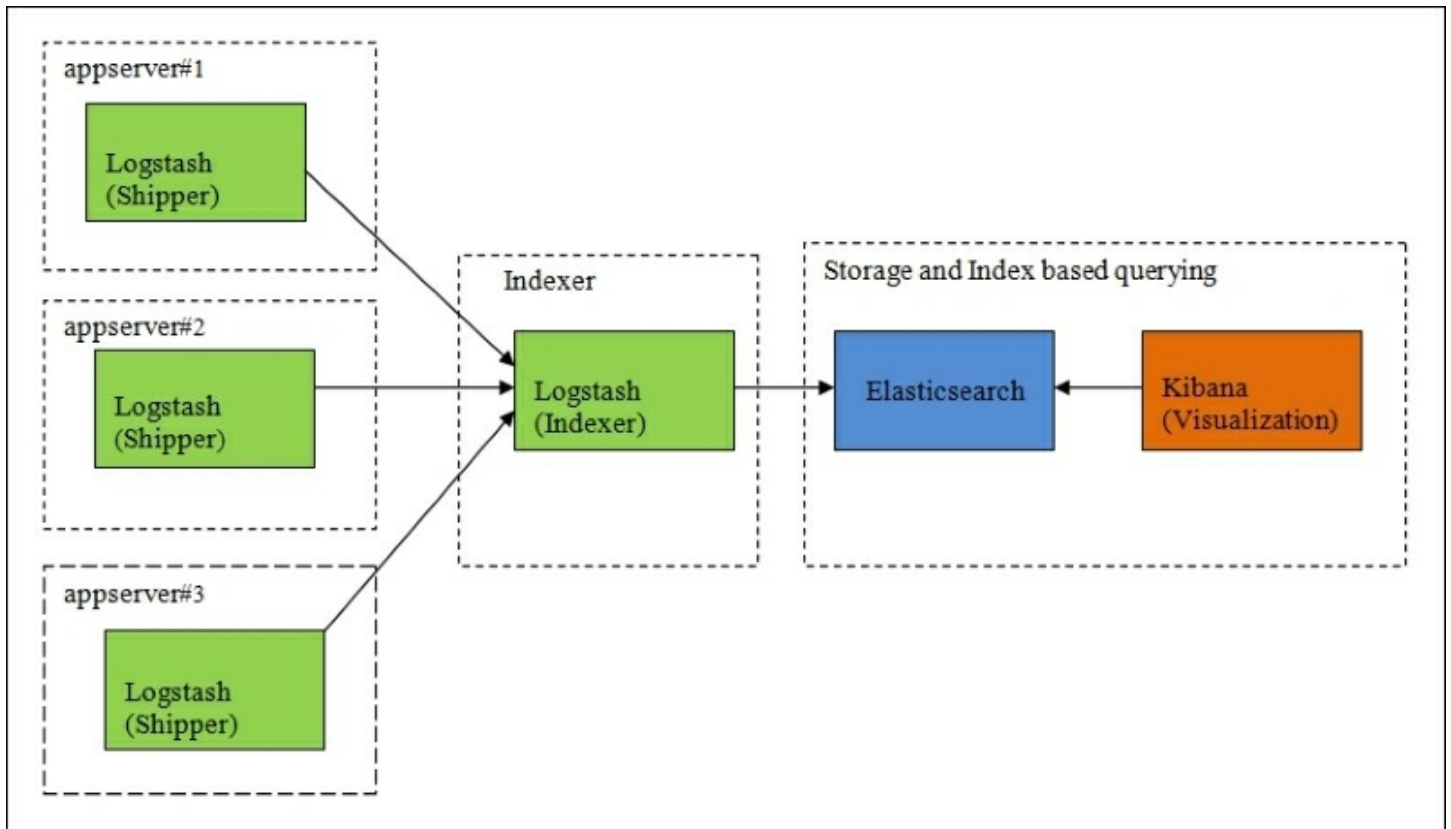 appserver#1
Logstash
(Shipper)
appserver#2
Logstash
(Shipper)
appserver#3
Logstash
(Shipper)
Indexer
Logstash
(Indexer)
Storage and Index based querying
Elasticsearch
Kibana
(Visualization)